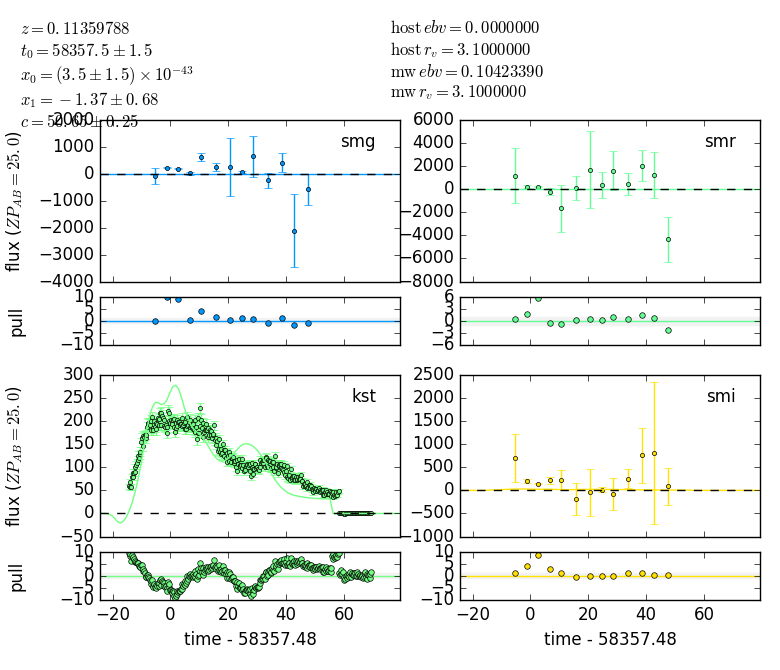 z = 0.11359788
t₀ = 58357.5 ± 1.5
x₀ = (3.5 ± 1.5) × 10⁻⁴³
x₁ = −1.37 ± 0.68
c = 50.65 ± 0.25
host ebv = 0.0000000
host r_v = 3.1000000
mw ebv = 0.10423390
mw r_v = 3.1000000
smg
2000
1000
0
−1000
−2000
−3000
−4000
flux (ZP_AB = 25.0)
smr
6000
4000
2000
0
−2000
−4000
−6000
−8000
10
5
0
−5
−10
pull
6
3
0
−3
−6
kst
300
250
200
150
100
50
0
−50
flux (ZP_AB = 25.0)
smi
2500
2000
1500
1000
500
0
−500
−1000
10
5
0
−5
−10
pull
10
5
0
−5
−10
−20 0 20 40 60
time - 58357.48
−20 0 20 40 60
time - 58357.48